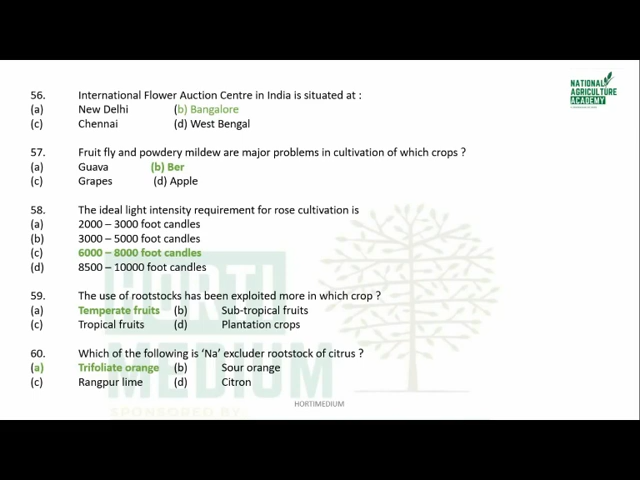 NATIONAL
AGRICULTURE
ACADEMY
56. International Flower Auction Centre in India is situated at :
(a) New Delhi (b) Bangalore
(c) Chennai (d) West Bengal
57. Fruit fly and powdery mildew are major problems in cultivation of which crops ?
(a) Guava (b) Ber
(c) Grapes (d) Apple
58. The ideal light intensity requirement for rose cultivation is
(a) 2000 – 3000 foot candles
(b) 3000 – 5000 foot candles
(c) 6000 – 8000 foot candles
(d) 8500 – 10000 foot candles
59. The use of rootstocks has been exploited more in which crop ?
(a) Temperate fruits (b) Sub-tropical fruits
(c) Tropical fruits (d) Plantation crops
60. Which of the following is ‘Na’ excluder rootstock of citrus ?
(a) Trifoliate orange (b) Sour orange
(c) Rangpur lime (d) Citron
HORTI
MEDIUM
SPONSORED BY:
HORTIMEDIUM